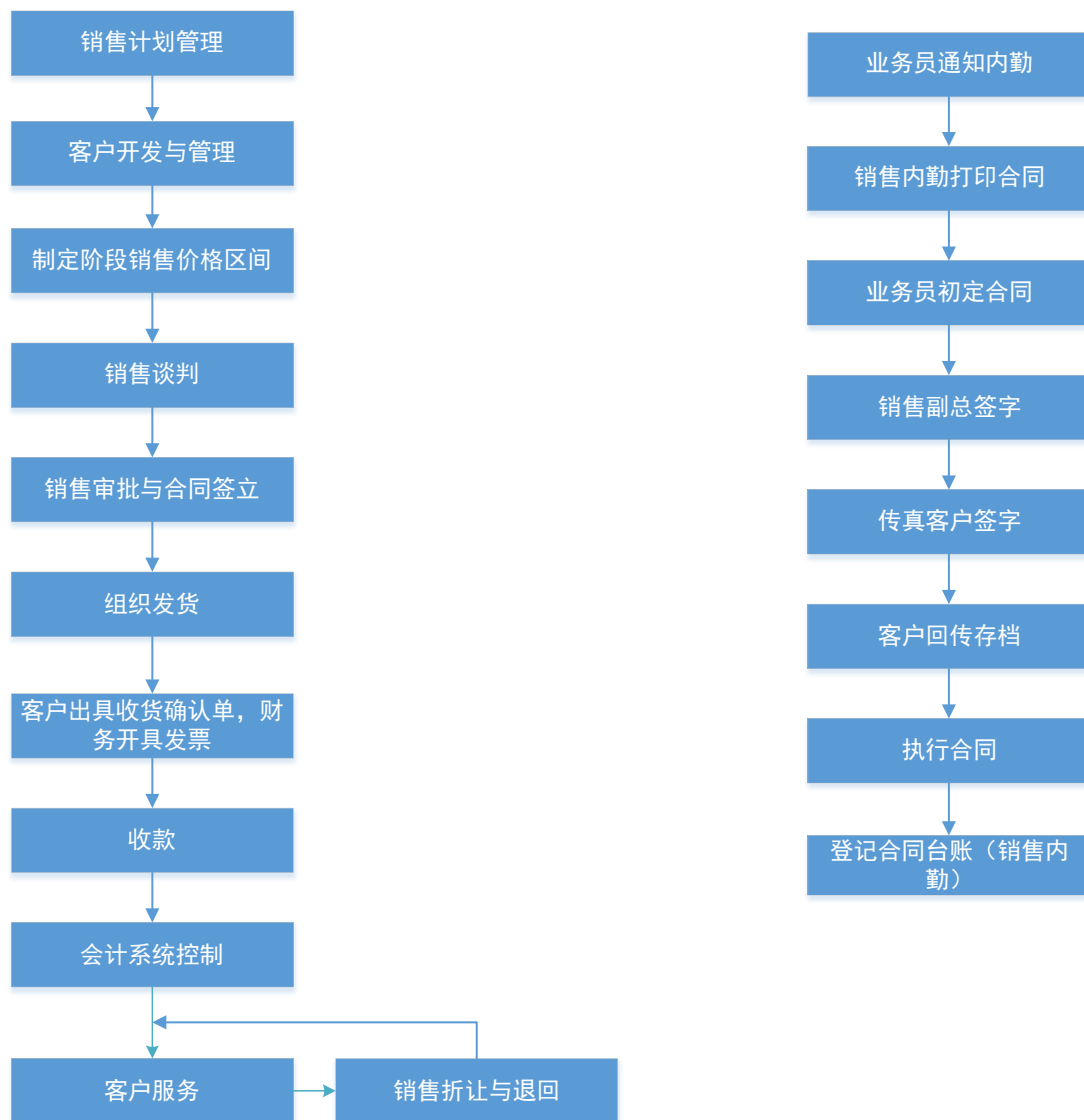 销售计划管理
客户开发与管理
制定阶段销售价格区间
销售谈判
销售审批与合同签立
组织发货
客户出具收货确认单，财
务开具发票
收款
会计系统控制
客户服务
销售折让与退回
业务员通知内勤
销售内勤打印合同
业务员初定合同
销售副总签字
传真客户签字
客户回传存档
执行合同
登记合同台账（销售内
勤）